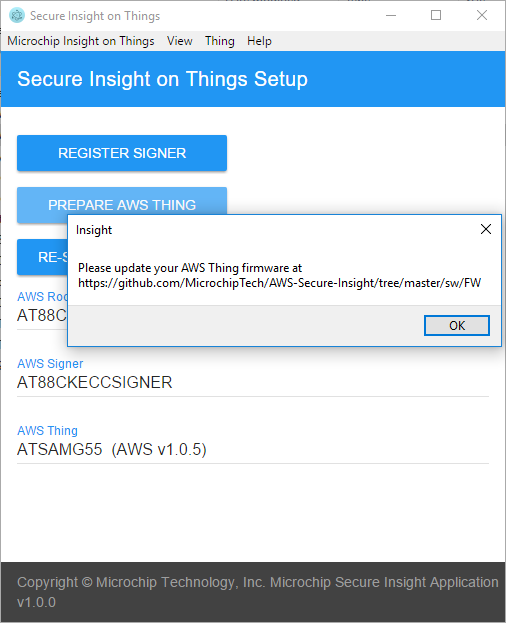 Secure Insight on Things
Microchip Insight on Things View Thing Help
Secure Insight on Things Setup
REGISTER SIGNER
PREPARE AWS THING
Insight
Please update your AWS Thing firmware at
https://github.com/MicrochipTech/AWS-Secure-Insight/tree/master/sw/FW
OK
RE-S
AWS Roo
AT88C
AWS Signer
AT88CKECCSIGNER
AWS Thing
ATSAMG55 (AWS v1.0.5)
Copyright © Microchip Technology, Inc. Microchip Secure Insight Application
v1.0.0